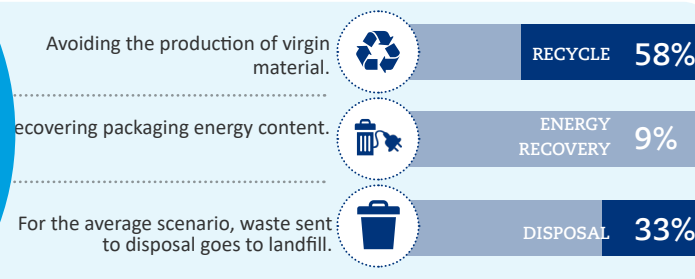 Avoiding the production of virgin
material.
RECYCLE 58%
ecovering packaging energy content.
ENERGY
RECOVERY 9%
For the average scenario, waste sent
to disposal goes to landfill.
DISPOSAL 33%